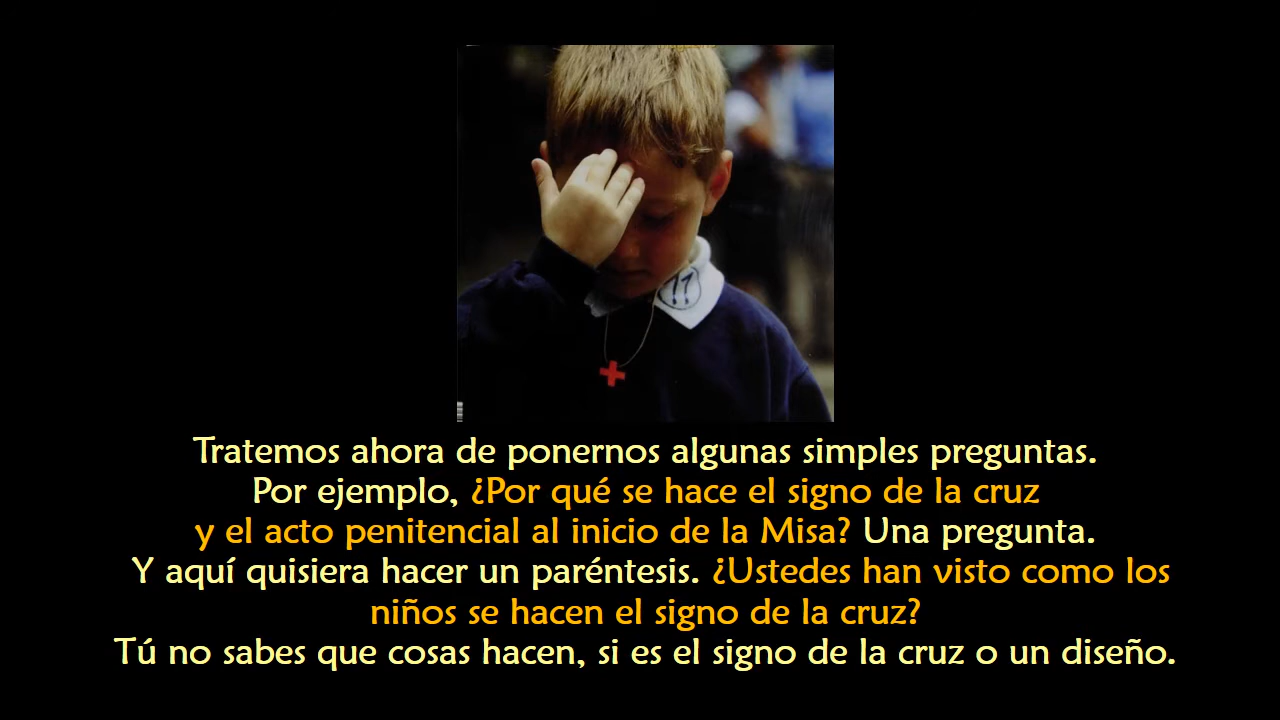 77
Tratemos ahora de ponernos algunas simples preguntas.
Por ejemplo, ¿Por qué se hace el signo de la cruz
y el acto penitencial al inicio de la Misa? Una pregunta.
Y aquí quisiera hacer un paréntesis. ¿Ustedes han visto como los
niños se hacen el signo de la cruz?
Tú no sabes que cosas hacen, si es el signo de la cruz o un diseño.